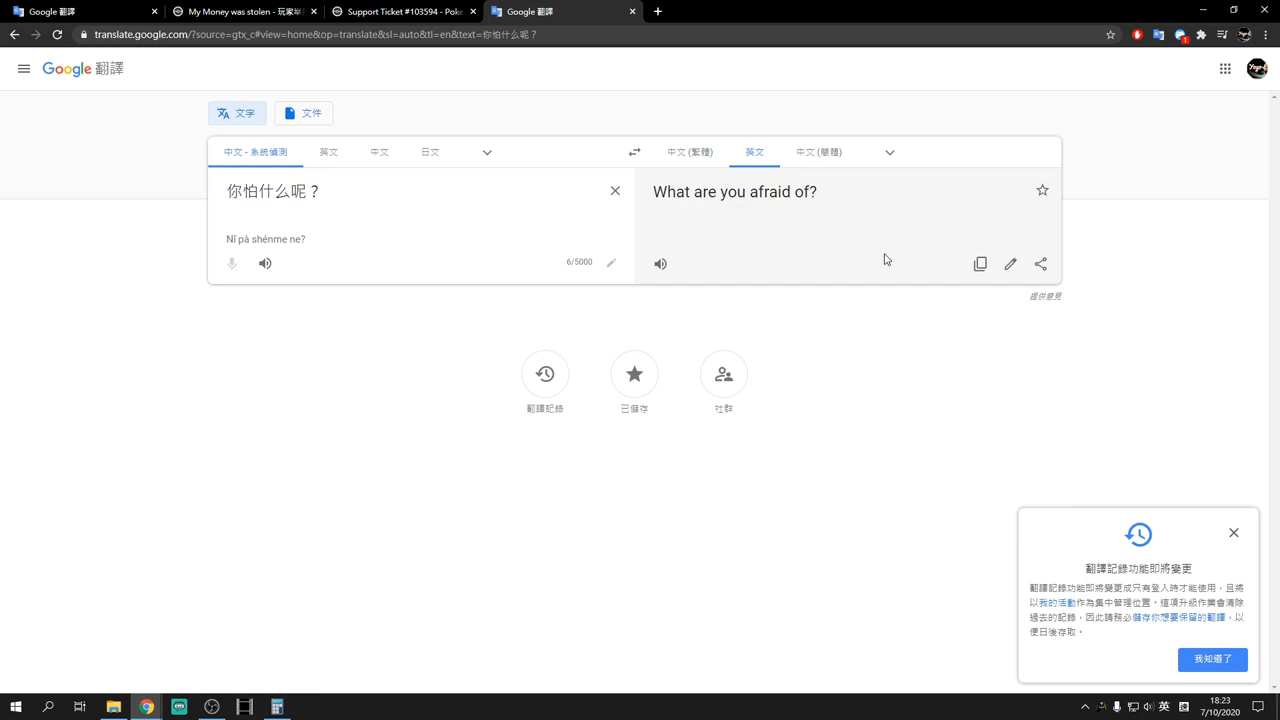 Google 翻譯
My Money was stolen - 玩家举
Support Ticket #103594 - Poke
Google 翻譯
translate.google.com/?source=gtx_c#view=home&op=translate&sl=auto&tl=en&text=你怕什么呢？
Google 翻譯
文字
文件
中文 - 系統偵測
英文
中文
日文
中文 (繁體)
英文
中文 (簡體)
你怕什么呢？
What are you afraid of?
Nǐ pà shénme ne?
6/5000
提供意見
翻譯記錄
已儲存
社群
翻譯記錄功能即將變更
翻譯記錄功能即將變更成只有登入時才能使用，且將
以我的活動作為集中管理位置。這項升級作業會清除
過去的記錄，因此請務必儲存你想要保留的翻譯，以
便日後存取。
我知道了
英
18:23
7/10/2020